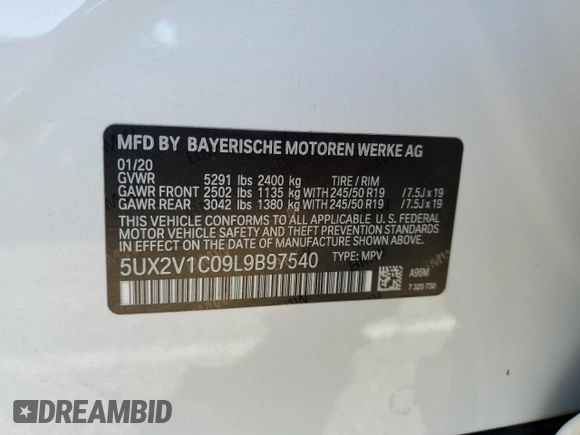 MFD BY BAYERISCHE MOTOREN WERKE AG
01/20
GVWR 5291 lbs 2400 kg TIRE / RIM
GAWR FRONT 2502 lbs 1135 kg WITH 245/50 R19 /7.5J x 19
GAWR REAR 3042 lbs 1380 kg WITH 245/50 R19 /7.5J x 19
THIS VEHICLE CONFORMS TO ALL APPLICABLE U. S. FEDERAL
MOTOR VEHICLE SAFETY, BUMPER, AND THEFT PREVENTION STANDARDS
IN EFFECT ON THE DATE OF MANUFACTURE SHOWN ABOVE.
5UX2V1C09L9B97540 TYPE: MPV
A96M
7 320 730
DREAMBID